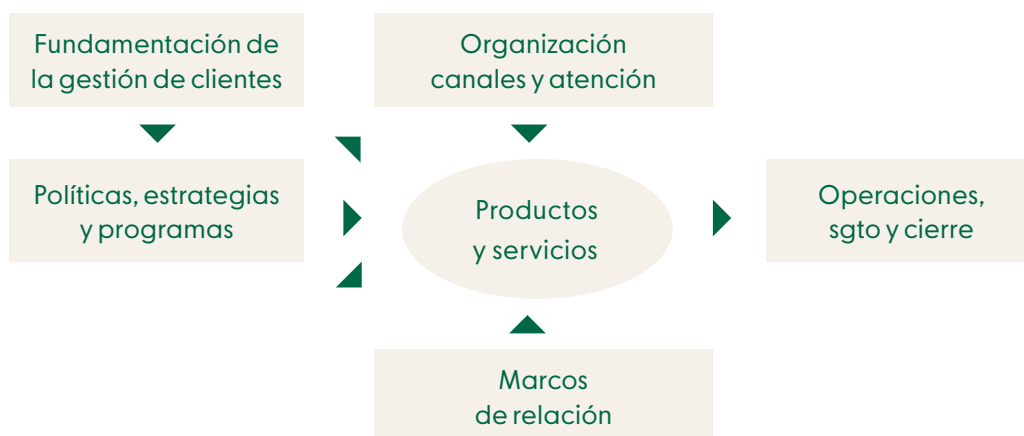 Fundamentación de
la gestión de clientes
Organización
canales y atención
Políticas, estrategias
y programas
Productos
y servicios
Operaciones,
sgto y cierre
Marcos
de relación